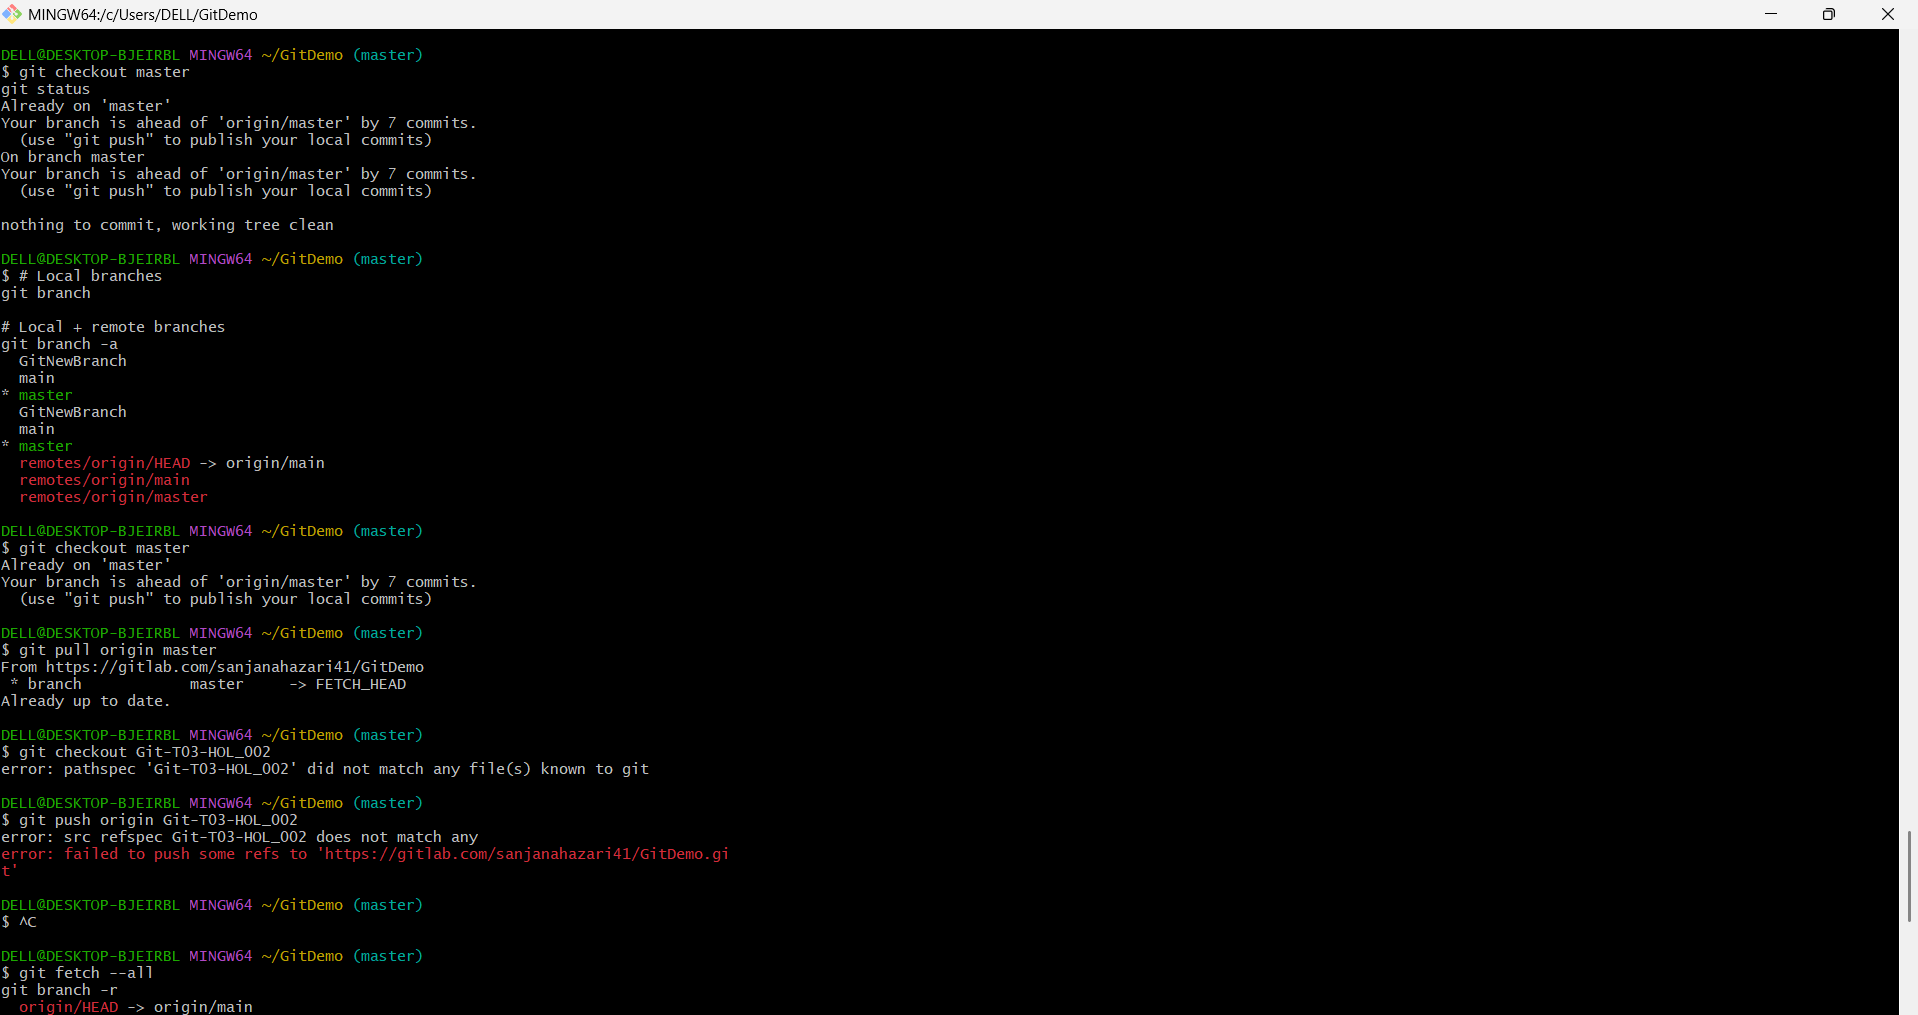 MINGW64:/c/Users/DELL/GitDemo
DELL@DESKTOP-BJEIRBL MINGW64 ~/GitDemo (master)
$ git checkout master
git status
Already on 'master'
Your branch is ahead of 'origin/master' by 7 commits.
  (use "git push" to publish your local commits)
On branch master
Your branch is ahead of 'origin/master' by 7 commits.
  (use "git push" to publish your local commits)
nothing to commit, working tree clean
DELL@DESKTOP-BJEIRBL MINGW64 ~/GitDemo (master)
$ # Local branches
git branch
# Local + remote branches
git branch -a
  GitNewBranch
  main
* master
  GitNewBranch
  main
* master
  remotes/origin/HEAD -> origin/main
  remotes/origin/main
  remotes/origin/master
DELL@DESKTOP-BJEIRBL MINGW64 ~/GitDemo (master)
$ git checkout master
Already on 'master'
Your branch is ahead of 'origin/master' by 7 commits.
  (use "git push" to publish your local commits)
DELL@DESKTOP-BJEIRBL MINGW64 ~/GitDemo (master)
$ git pull origin master
From https://gitlab.com/sanjanahazari41/GitDemo
 * branch            master     -> FETCH_HEAD
Already up to date.
DELL@DESKTOP-BJEIRBL MINGW64 ~/GitDemo (master)
$ git checkout Git-T03-HOL_002
error: pathspec 'Git-T03-HOL_002' did not match any file(s) known to git
DELL@DESKTOP-BJEIRBL MINGW64 ~/GitDemo (master)
$ git push origin Git-T03-HOL_002
error: src refspec Git-T03-HOL_002 does not match any
error: failed to push some refs to 'https://gitlab.com/sanjanahazari41/GitDemo.gi
t'
DELL@DESKTOP-BJEIRBL MINGW64 ~/GitDemo (master)
$ ^C
DELL@DESKTOP-BJEIRBL MINGW64 ~/GitDemo (master)
$ git fetch --all
git branch -r
  origin/HEAD -> origin/main